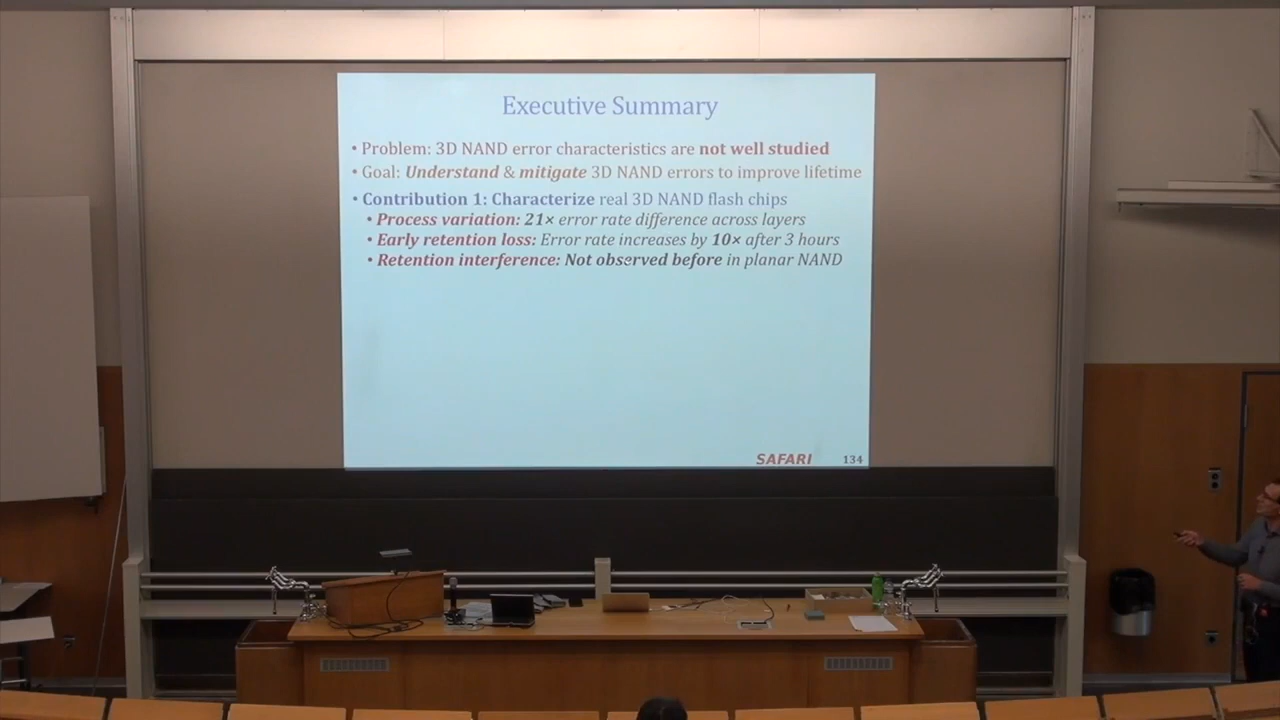 Executive Summary
• Problem: 3D NAND error characteristics are not well studied
• Goal: Understand & mitigate 3D NAND errors to improve lifetime
• Contribution 1: Characterize real 3D NAND flash chips
• Process variation: 21× error rate difference across layers
• Early retention loss: Error rate increases by 10× after 3 hours
• Retention interference: Not observed before in planar NAND
SAFARI 134